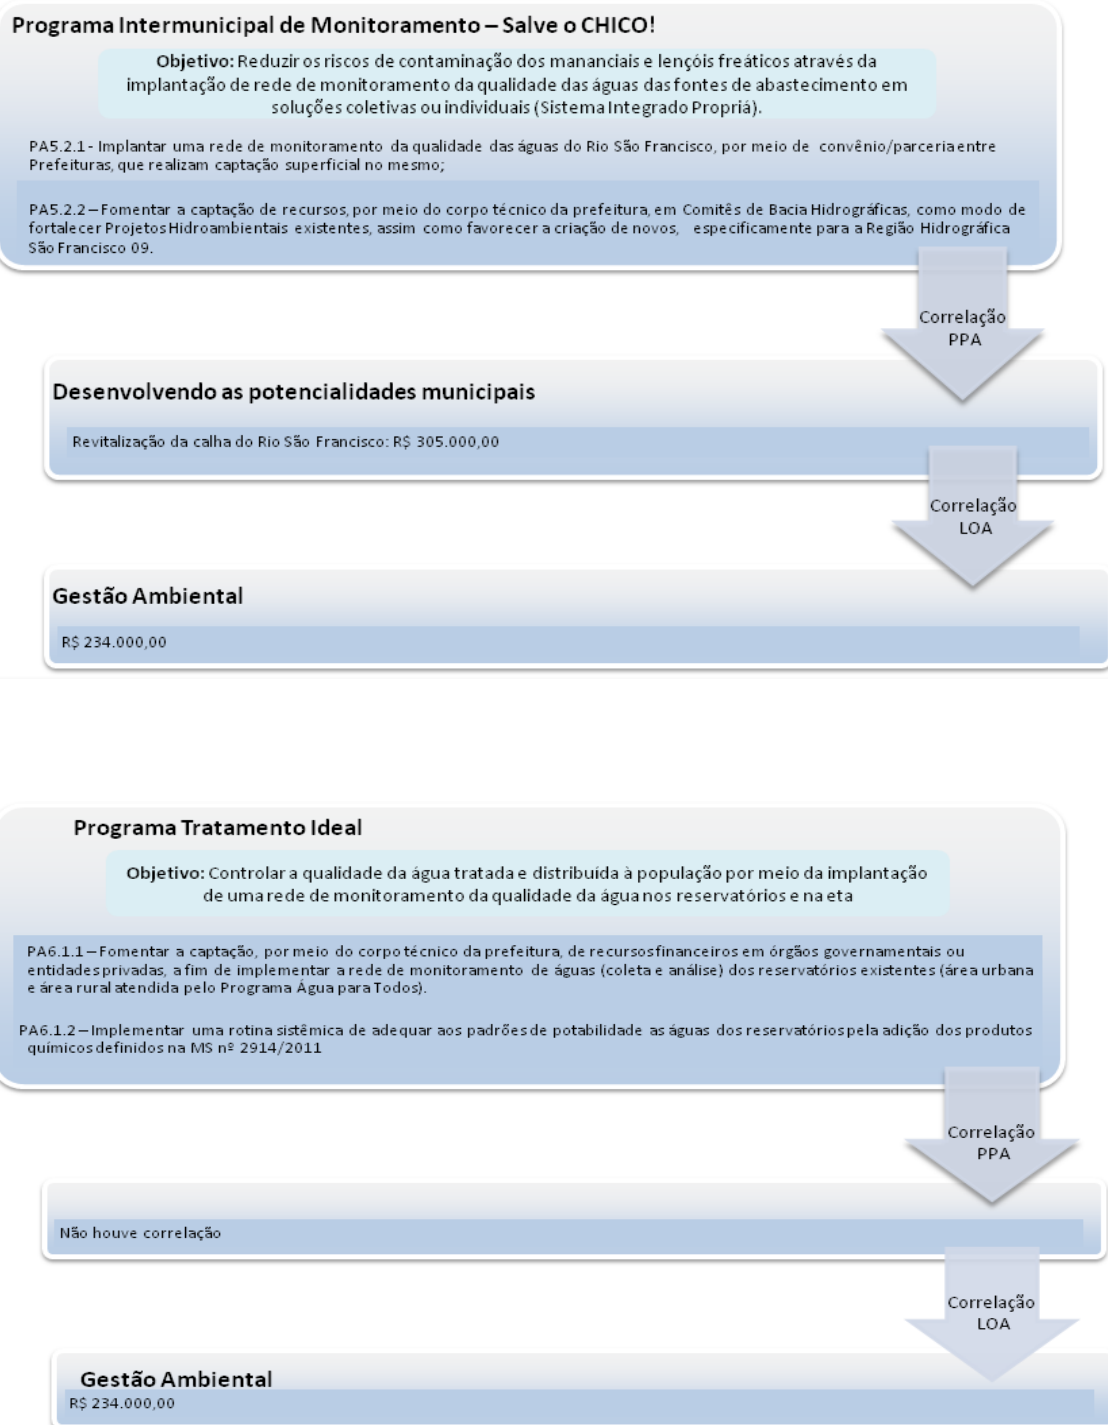 Programa Intermunicipal de Monitoramento – Salve o CHICO!
Objetivo: Reduzir os riscos de contaminação dos mananciais e lençóis freáticos através da
implantação de rede de monitoramento da qualidade das águas das fontes de abastecimento em
soluções coletivas ou individuais (Sistema Integrado Propriá).
PA5.2.1 - Implantar uma rede de monitoramento da qualidade das águas do Rio São Francisco, por meio de convênio/parceria entre
Prefeituras, que realizam captação superficial no mesmo;
PA5.2.2 – Fomentar a captação de recursos, por meio do corpo técnico da prefeitura, em Comitês de Bacia Hidrográficas, como modo de
fortalecer Projetos Hidroambientais existentes, assim como favorecer a criação de novos, especificamente para a Região Hidrográfica
São Francisco 09.
Correlação
PPA
Desenvolvendo as potencialidades municipais
Revitalização da calha do Rio São Francisco: R$ 305.000,00
Correlação
LOA
Gestão Ambiental
R$ 234.000,00
Programa Tratamento Ideal
Objetivo: Controlar a qualidade da água tratada e distribuída à população por meio da implantação
de uma rede de monitoramento da qualidade da água nos reservatórios e na eta
PA6.1.1 – Fomentar a captação, por meio do corpo técnico da prefeitura, de recursos financeiros em órgãos governamentais ou
entidades privadas, a fim de implementar a rede de monitoramento de águas (coleta e análise) dos reservatórios existentes (área urbana
e área rural atendida pelo Programa Água para Todos).
PA6.1.2 – Implementar uma rotina sistêmica de adequar aos padrões de potabilidade as águas dos reservatórios pela adição dos produtos
químicos definidos na MS nº 2914/2011
Correlação
PPA
Não houve correlação
Correlação
LOA
Gestão Ambiental
R$ 234.000,00